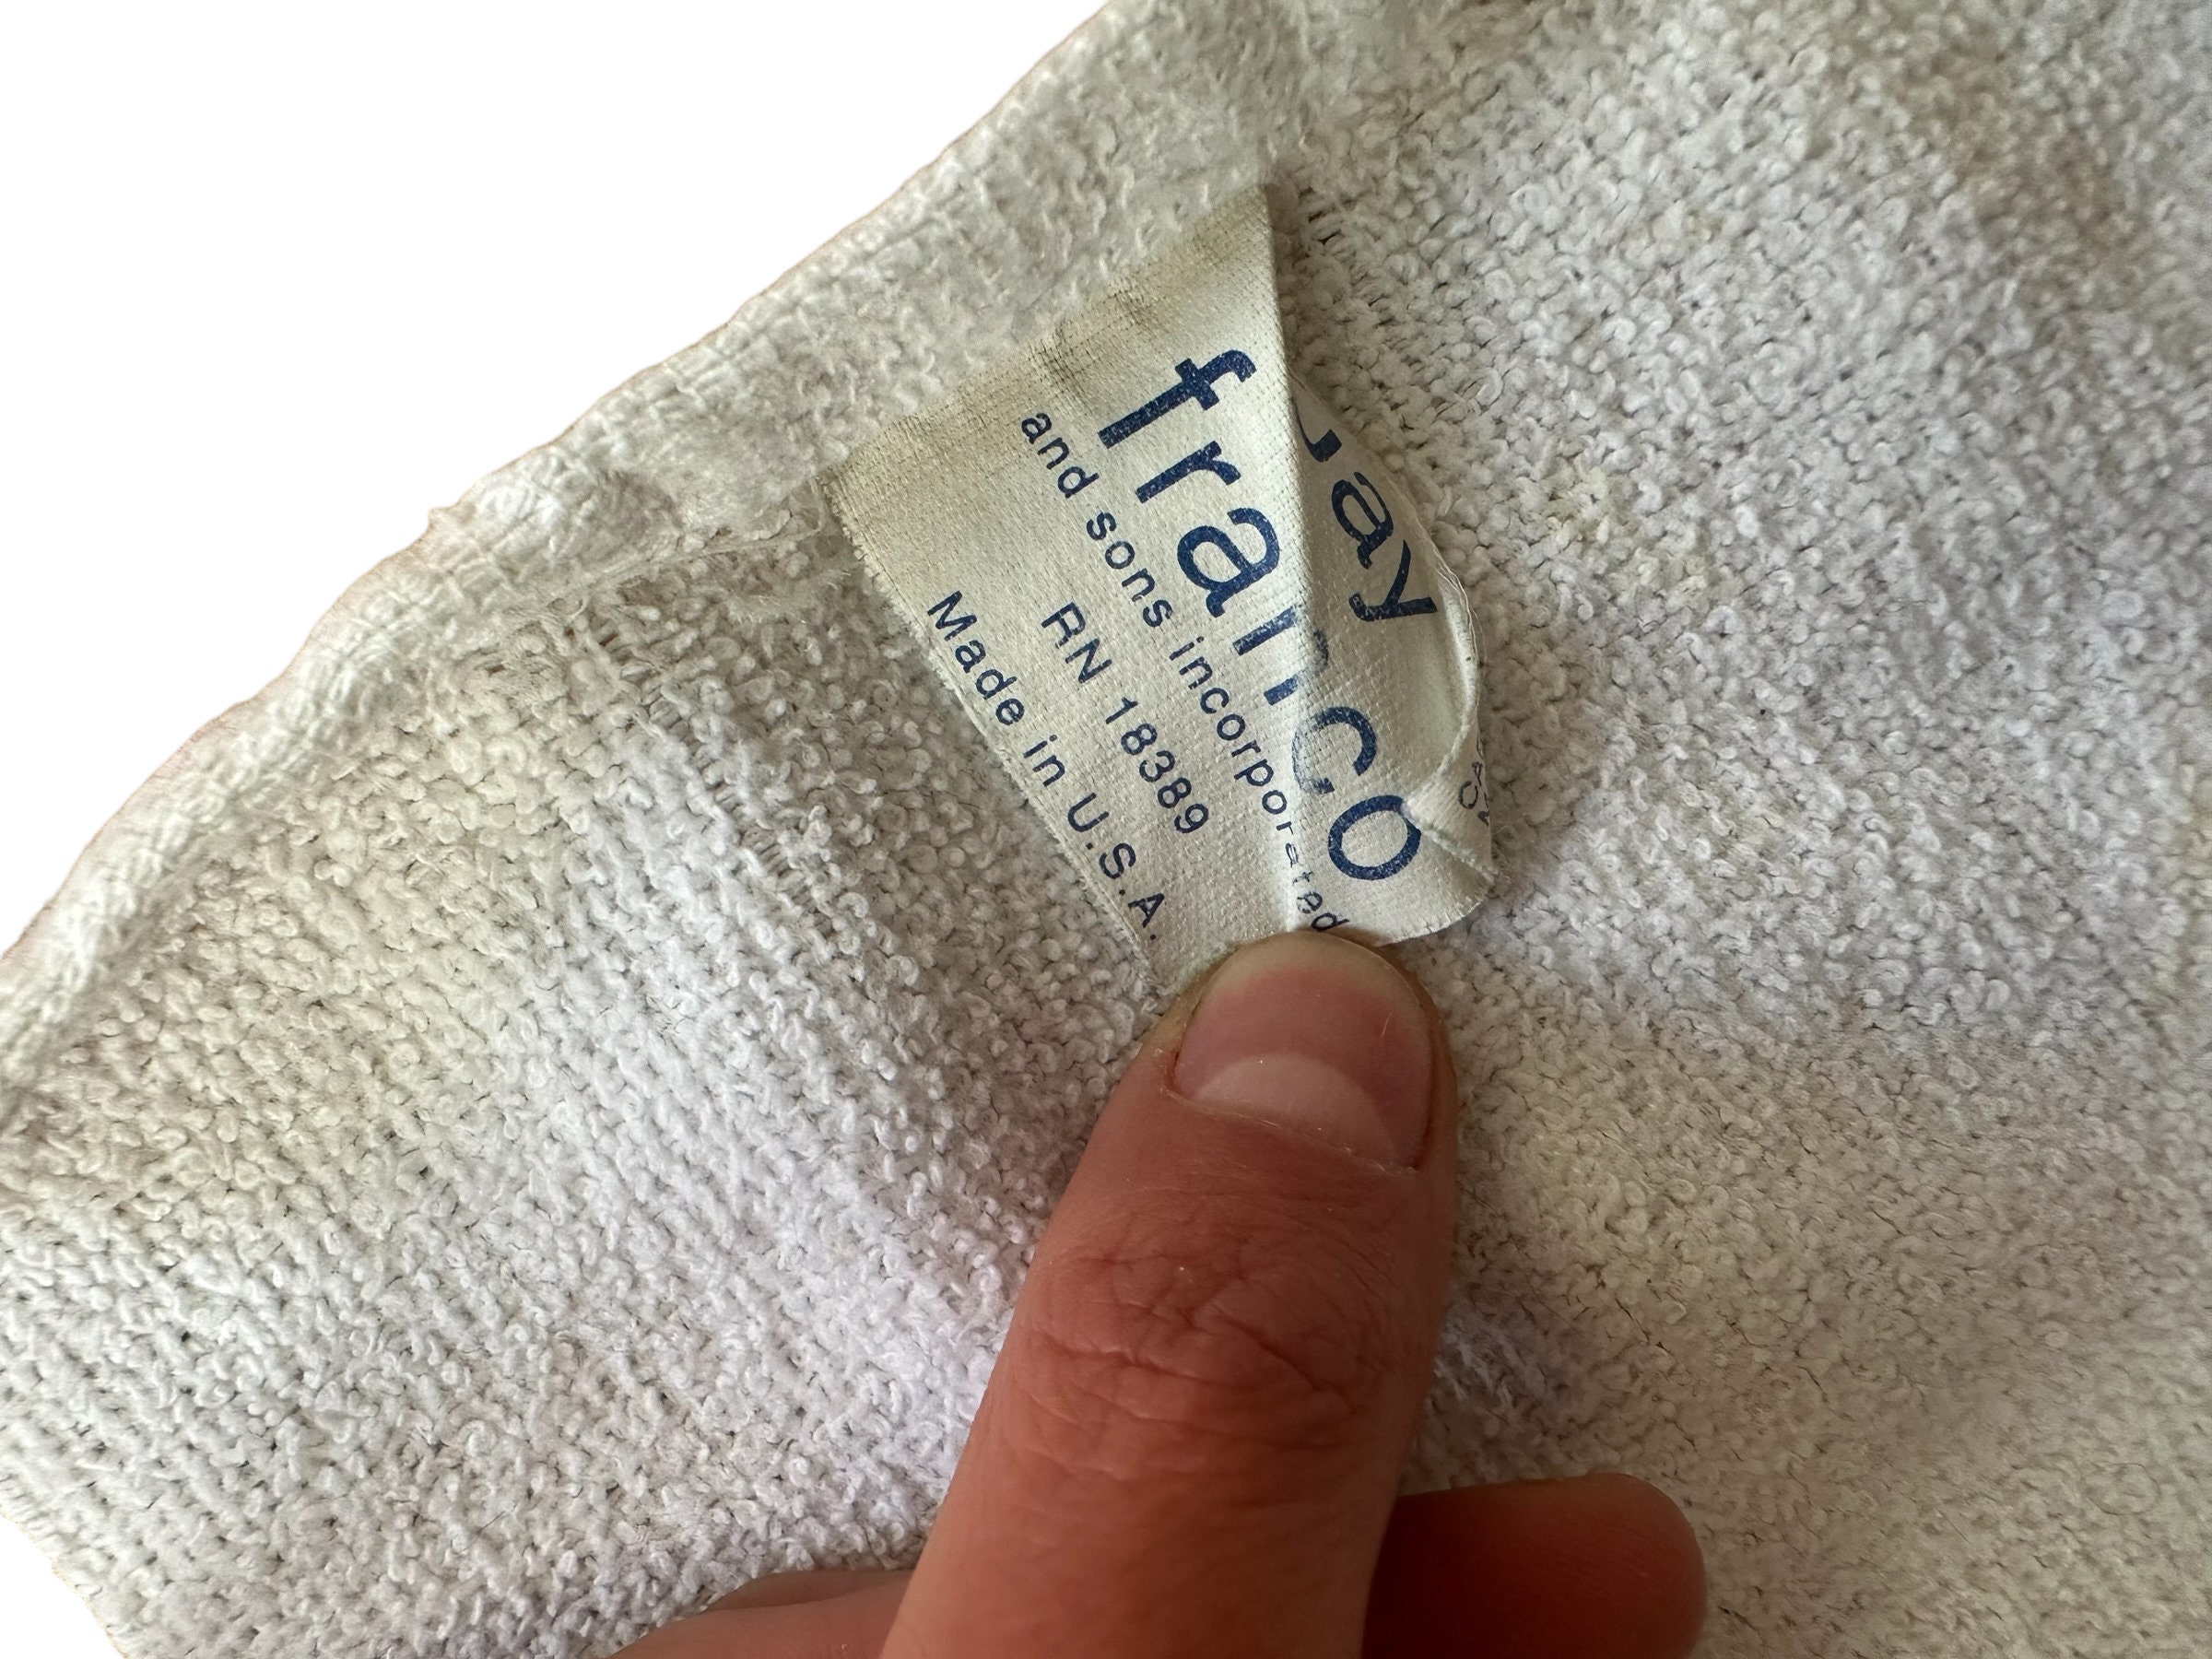 Jay
franco
and sons incorporated
RN 18389
Made in U.S.A.